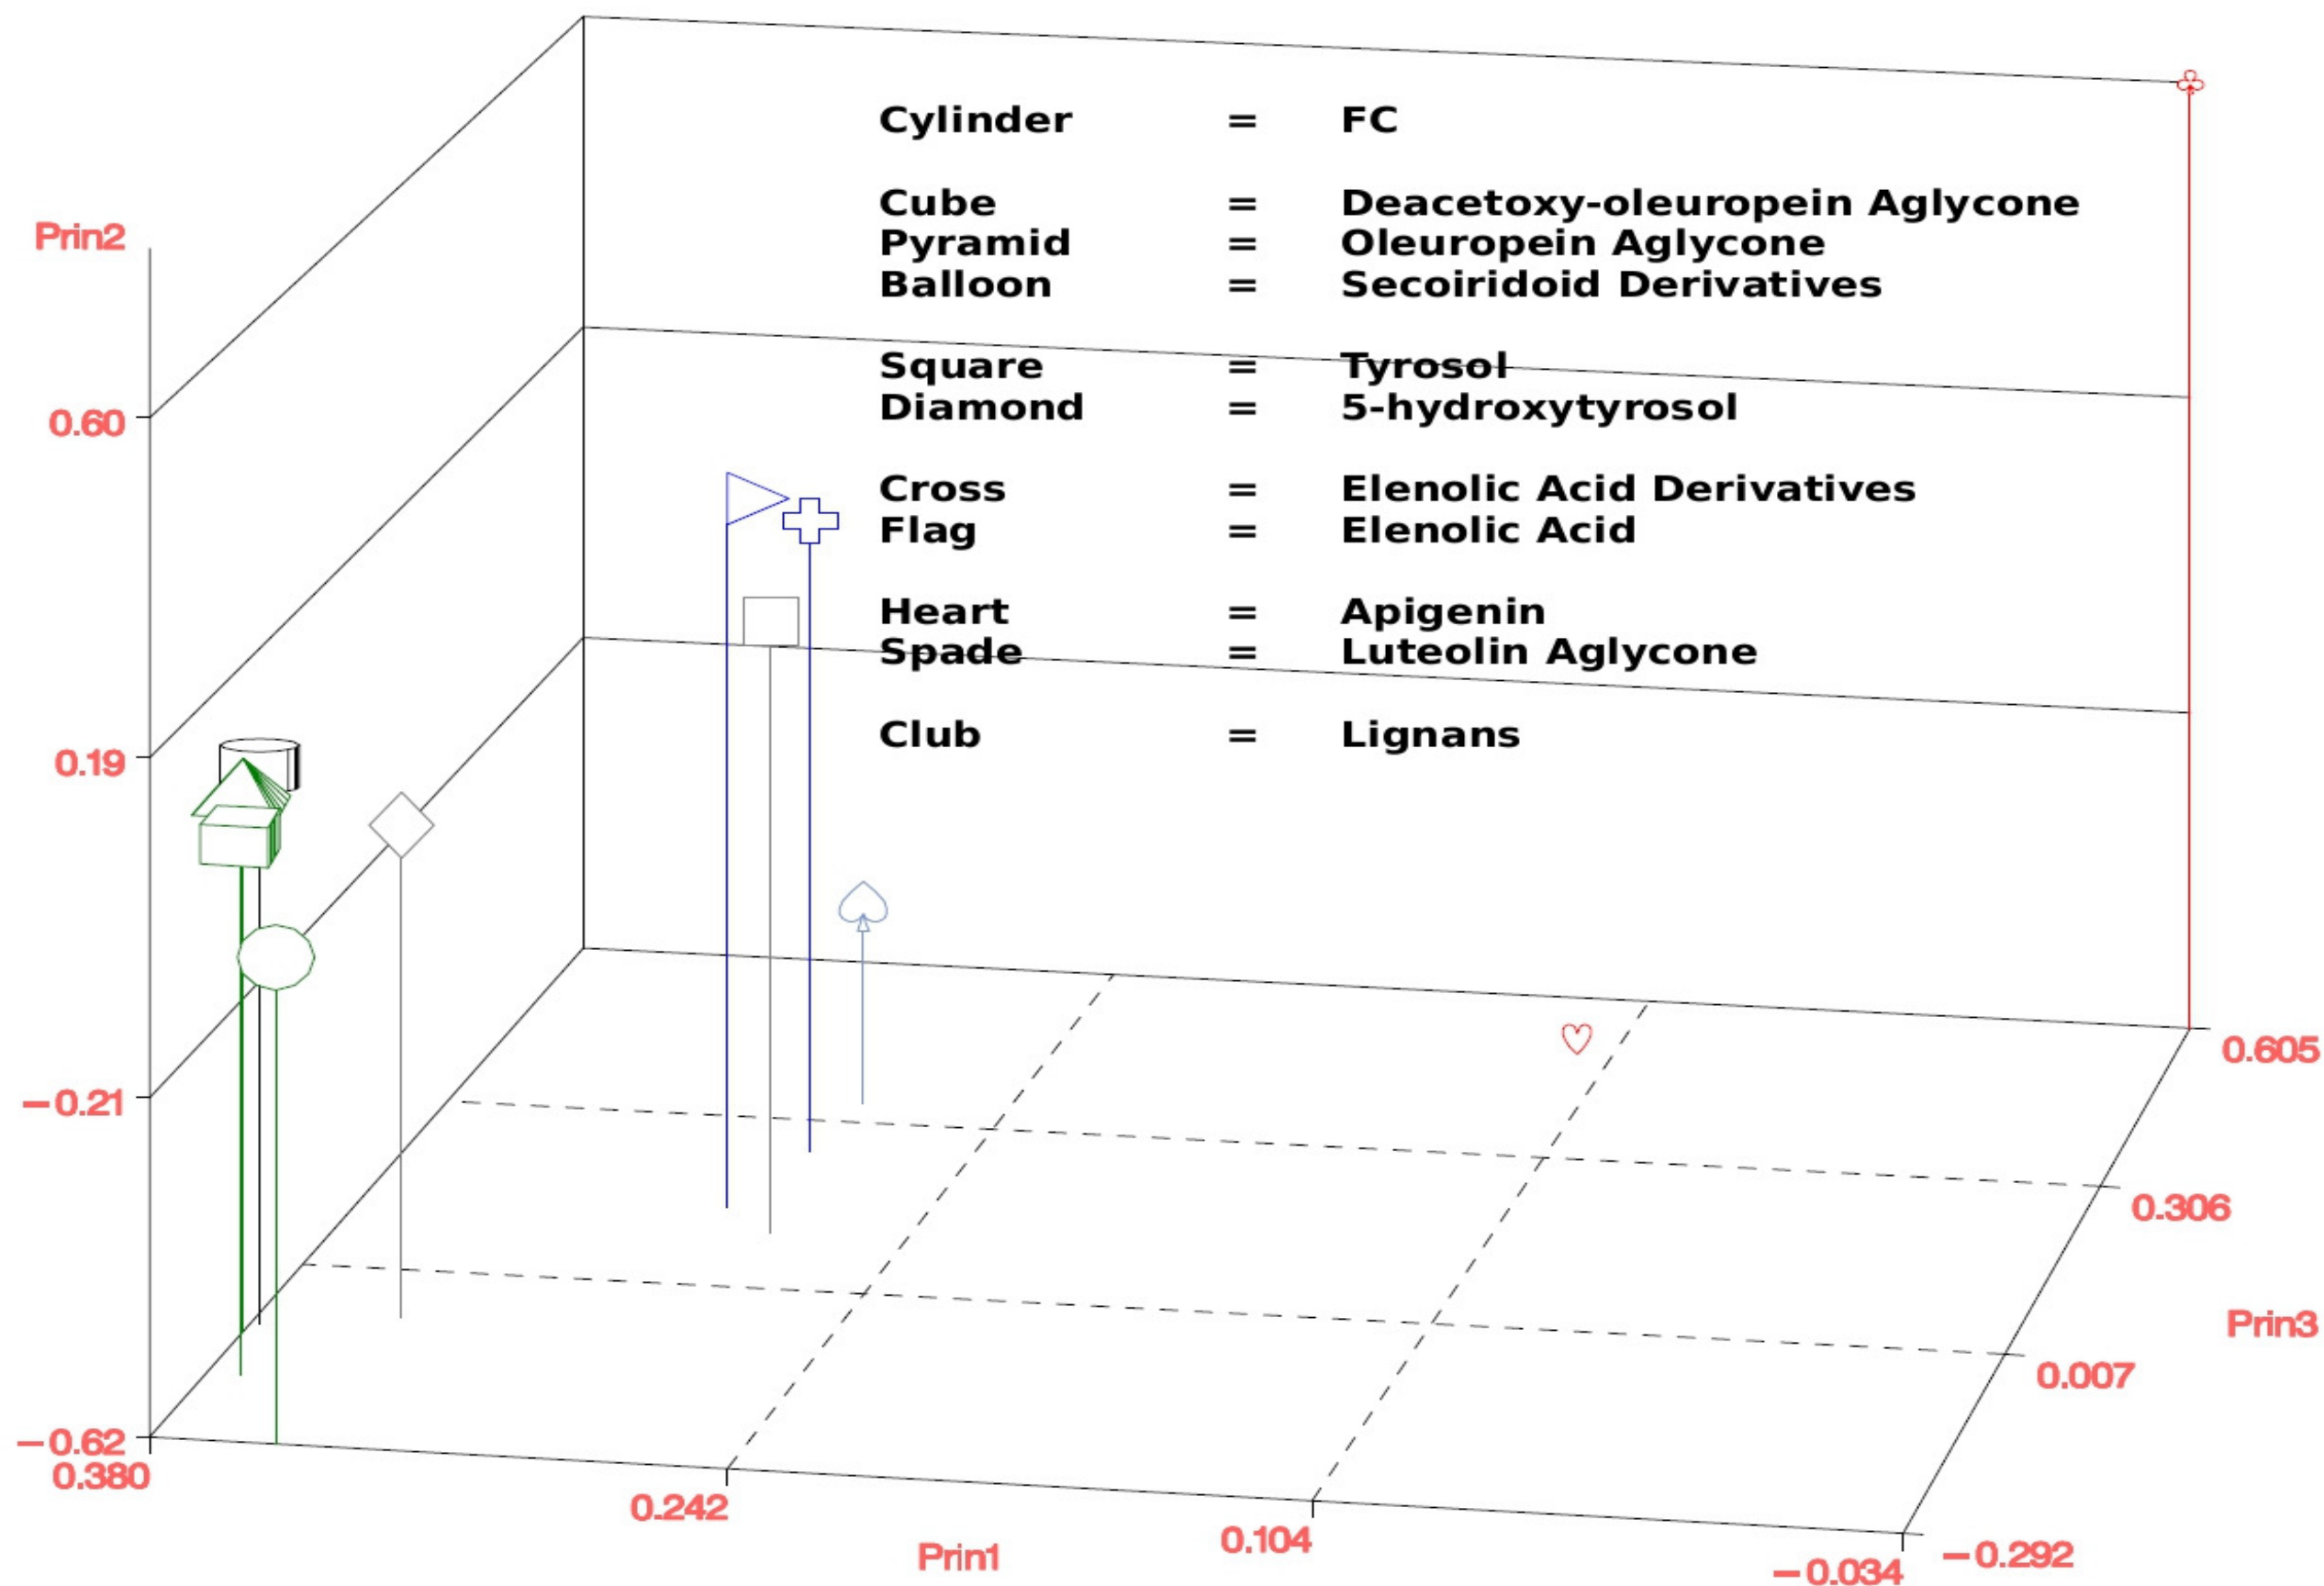 Cylinder = FC
Cube = Deacetoxy-oleuropein Aglycone
Pyramid = Oleuropein Aglycone
Balloon = Secoiridoid Derivatives
Square = Tyrosol
Diamond = 5-hydroxytyrosol
Cross = Elenolic Acid Derivatives
Flag = Elenolic Acid
Heart = Apigenin
Spade = Luteolin Aglycone
Club = Lignans
Prin2
0.60
0.19
−0.21
−0.62
0.380
0.242
0.104
−0.034
Prin1
−0.292
0.007
0.306
0.605
Prin3